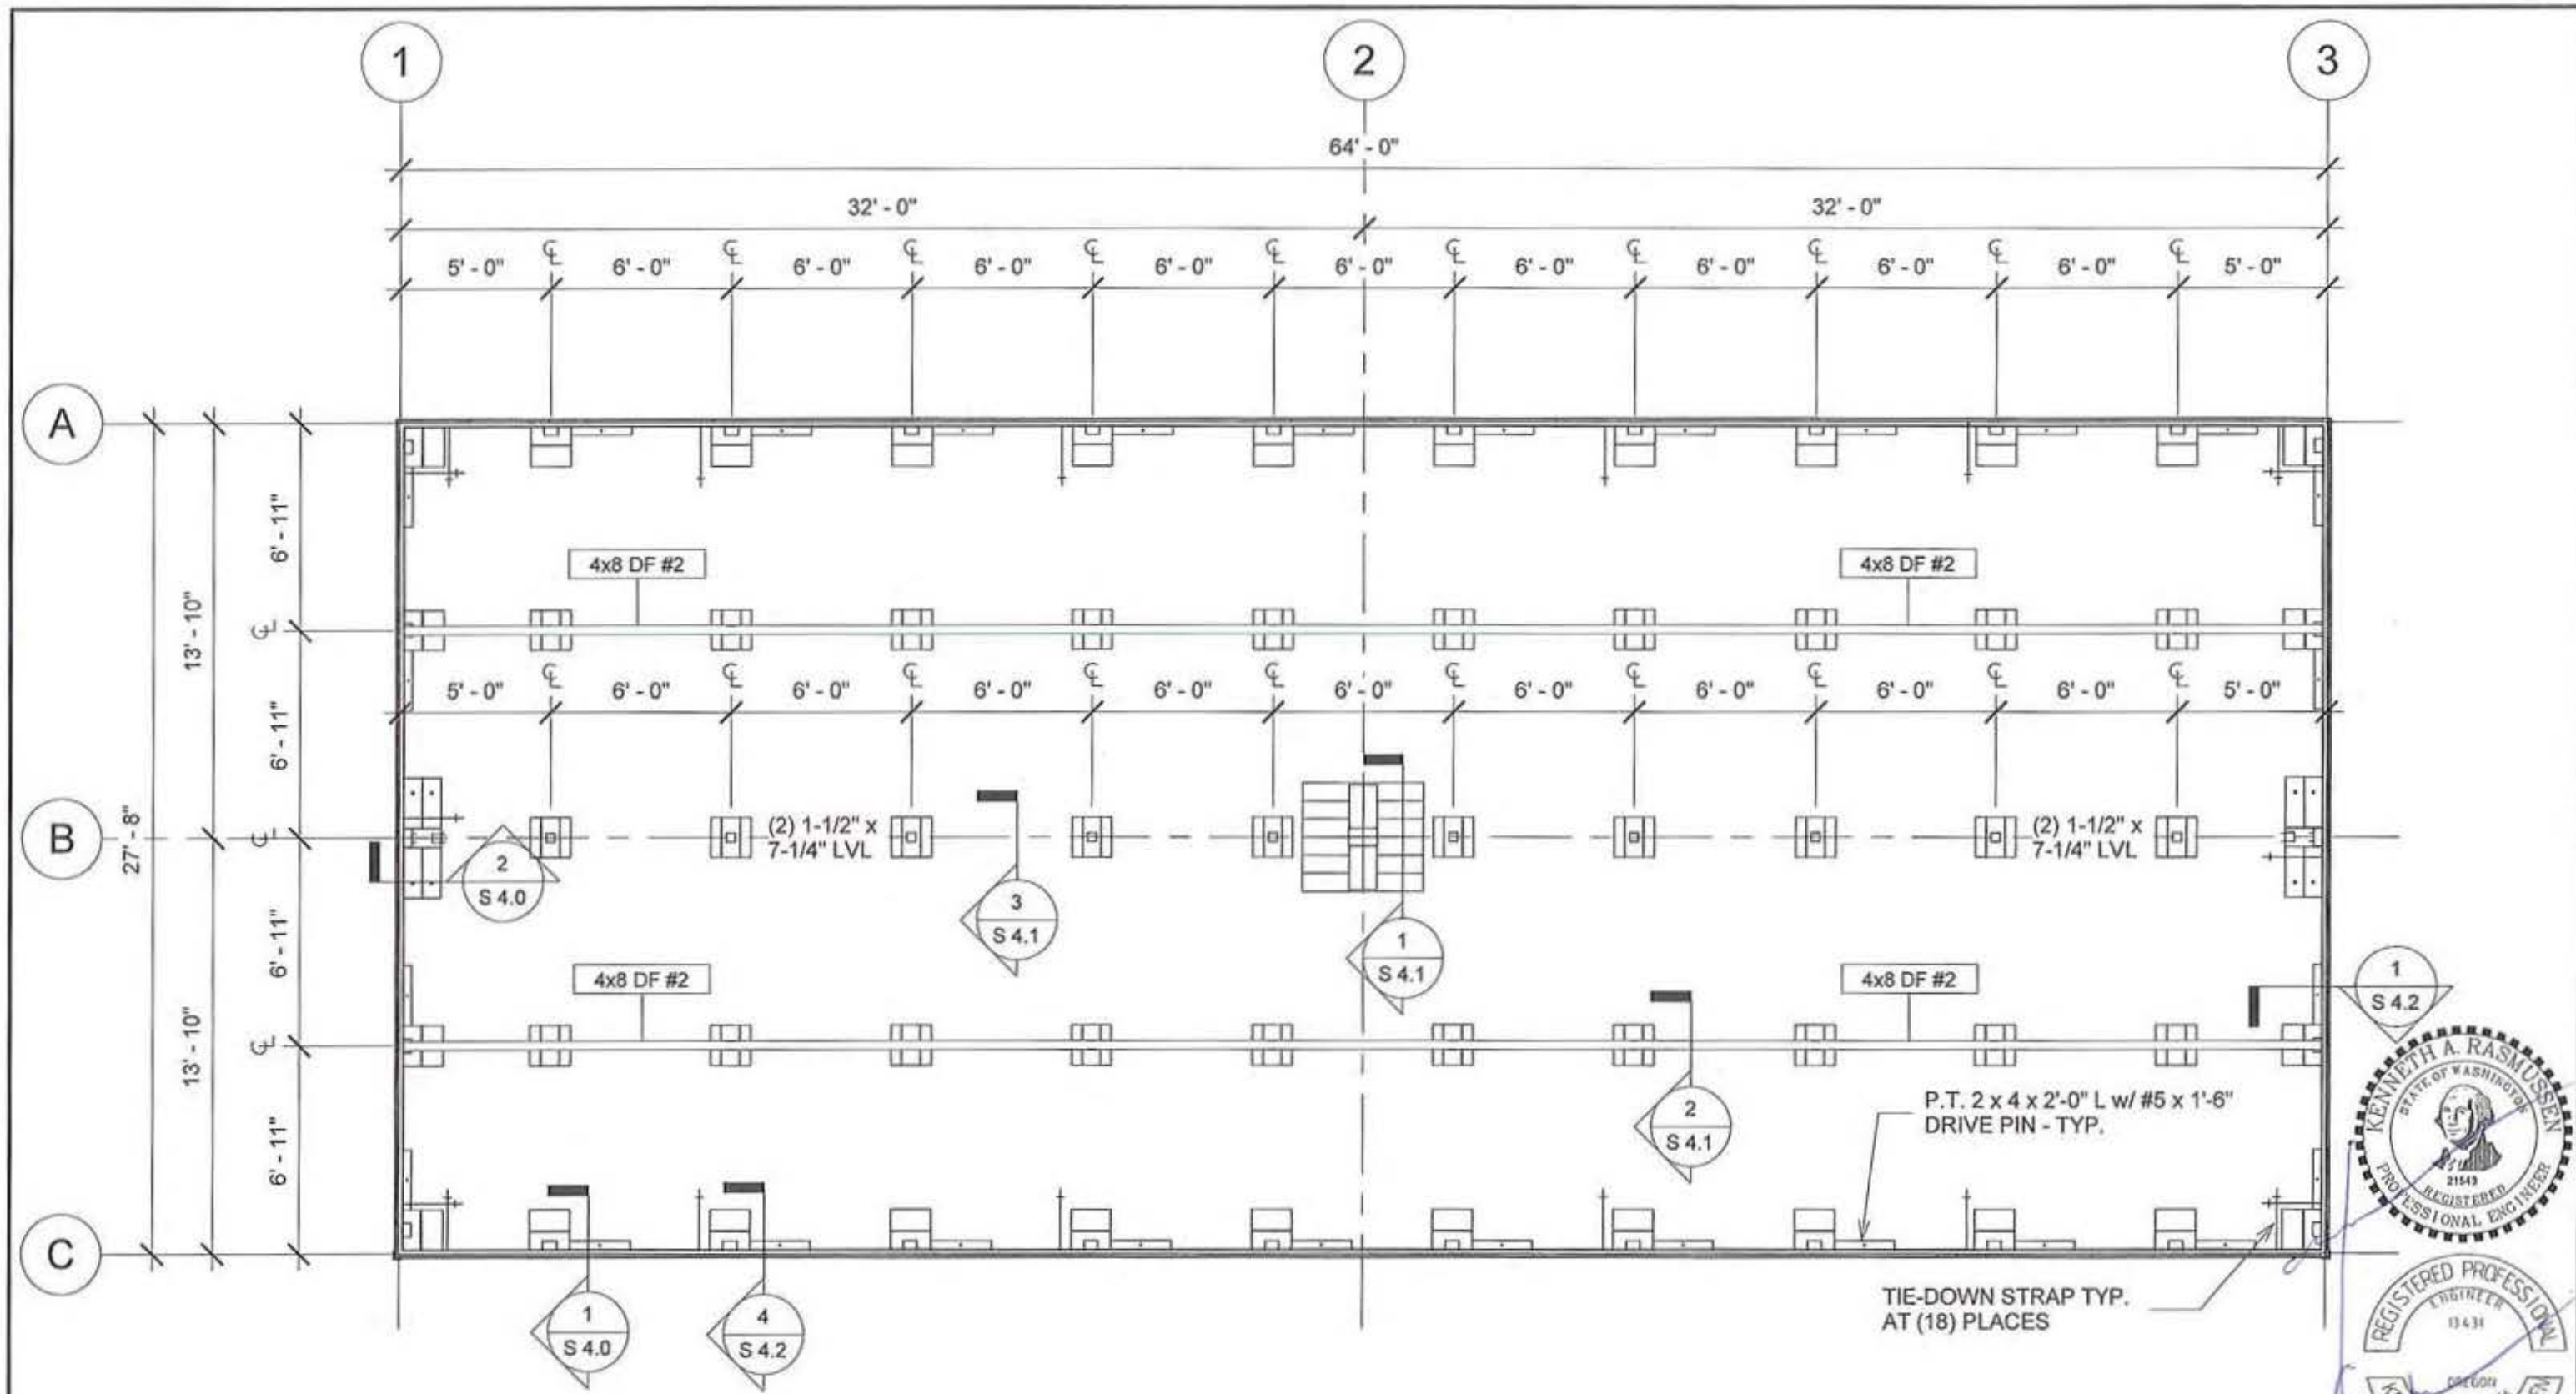 1
2
3
64' - 0"
32' - 0"
32' - 0"
℄ ℄ ℄ ℄ ℄ ℄ ℄ ℄ ℄ ℄
5' - 0" 6' - 0" 6' - 0" 6' - 0" 6' - 0" 6' - 0" 6' - 0" 6' - 0" 6' - 0" 6' - 0" 5' - 0"
A
6' - 11"
4x8 DF #2
4x8 DF #2
13' - 10"
℄
℄ ℄ ℄ ℄ ℄ ℄ ℄ ℄ ℄ ℄
5' - 0" 6' - 0" 6' - 0" 6' - 0" 6' - 0" 6' - 0" 6' - 0" 6' - 0" 6' - 0" 6' - 0" 5' - 0"
6' - 11"
B
27' - 8"
℄
(2) 1-1/2" x
7-1/4" LVL
(2) 1-1/2" x
7-1/4" LVL
2
S 4.0
3
S 4.1
1
S 4.1
6' - 11"
4x8 DF #2
4x8 DF #2
1
S 4.2
13' - 10"
℄
2
S 4.1
P.T. 2 x 4 x 2'-0" L w/ #5 x 1'-6"
DRIVE PIN - TYP.
6' - 11"
C
1
S 4.0
4
S 4.2
TIE-DOWN STRAP TYP.
AT (18) PLACES
KENNETH A. RASMUSSEN
STATE OF WASHINGTON
21543
REGISTERED
PROFESSIONAL ENGINEER
REGISTERED PROFESSIONAL
ENGINEER
OREGON